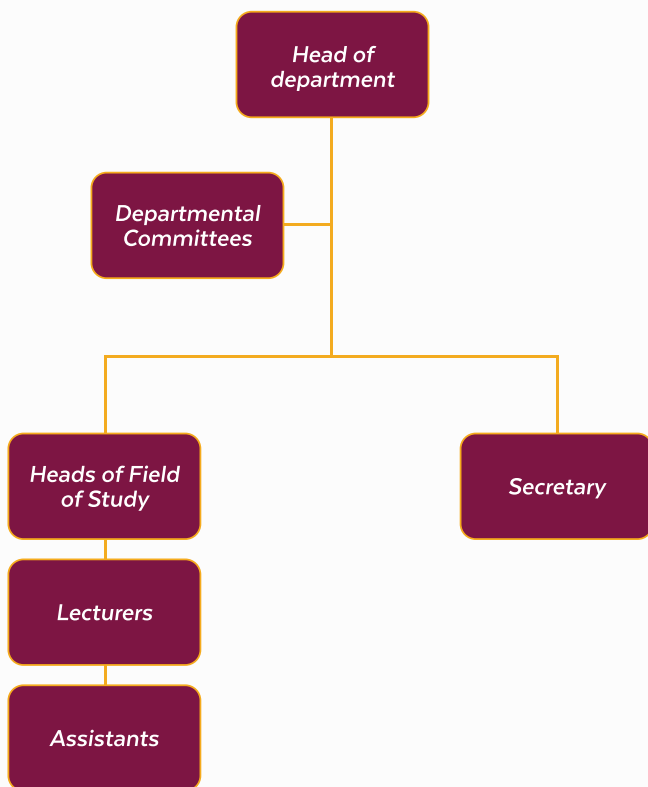 Head of
department
Departmental
Committees
Heads of Field
of Study
Secretary
Lecturers
Assistants